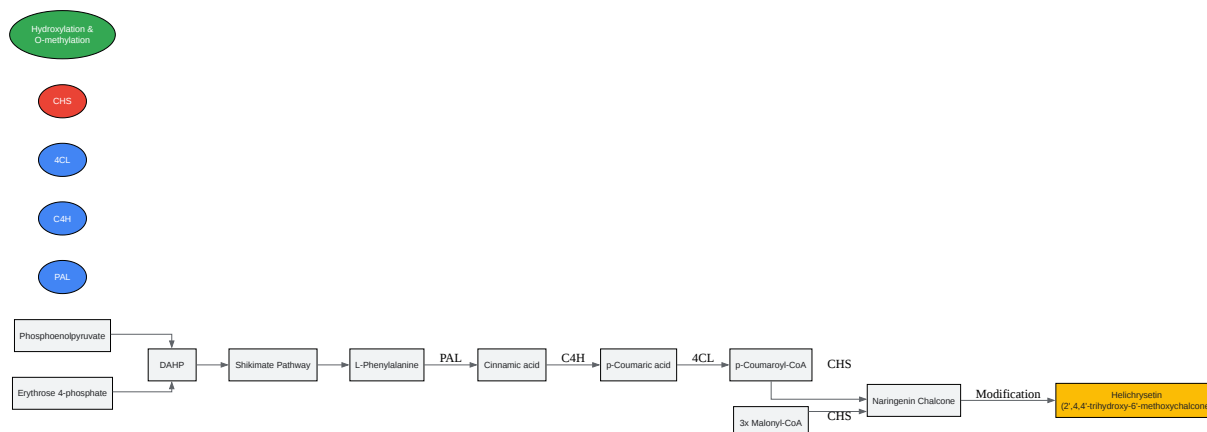 Hydroxylation &
O-methylation
CHS
4CL
C4H
PAL
Phosphoenolpyruvate
Erythrose 4-phosphate
DAHP
Shikimate Pathway
L-Phenylalanine
PAL
Cinnamic acid
C4H
p-Coumaric acid
4CL
p-Coumaroyl-CoA
CHS
3x Malonyl-CoA
CHS
Naringenin Chalcone
Modification
Helichrysetin
(2',4,4'-trihydroxy-6'-methoxychalcone